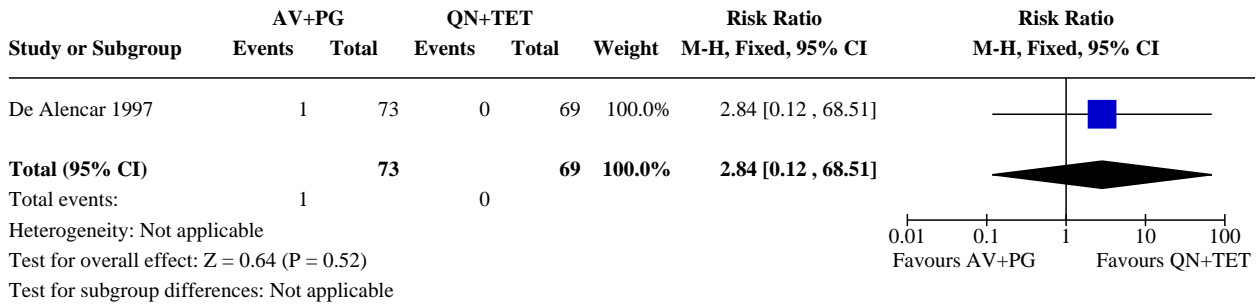 AV+PG QN+TET Risk Ratio Risk Ratio
Study or Subgroup Events Total Events Total Weight M-H, Fixed, 95% CI M-H, Fixed, 95% CI
De Alencar 1997 1 73 0 69 100.0% 2.84 [0.12 , 68.51]
Total (95% CI) 73 69 100.0% 2.84 [0.12 , 68.51]
Total events: 1 0
Heterogeneity: Not applicable
0.01 0.1 1 10 100
Test for overall effect: Z = 0.64 (P = 0.52)
Favours AV+PG Favours QN+TET
Test for subgroup differences: Not applicable